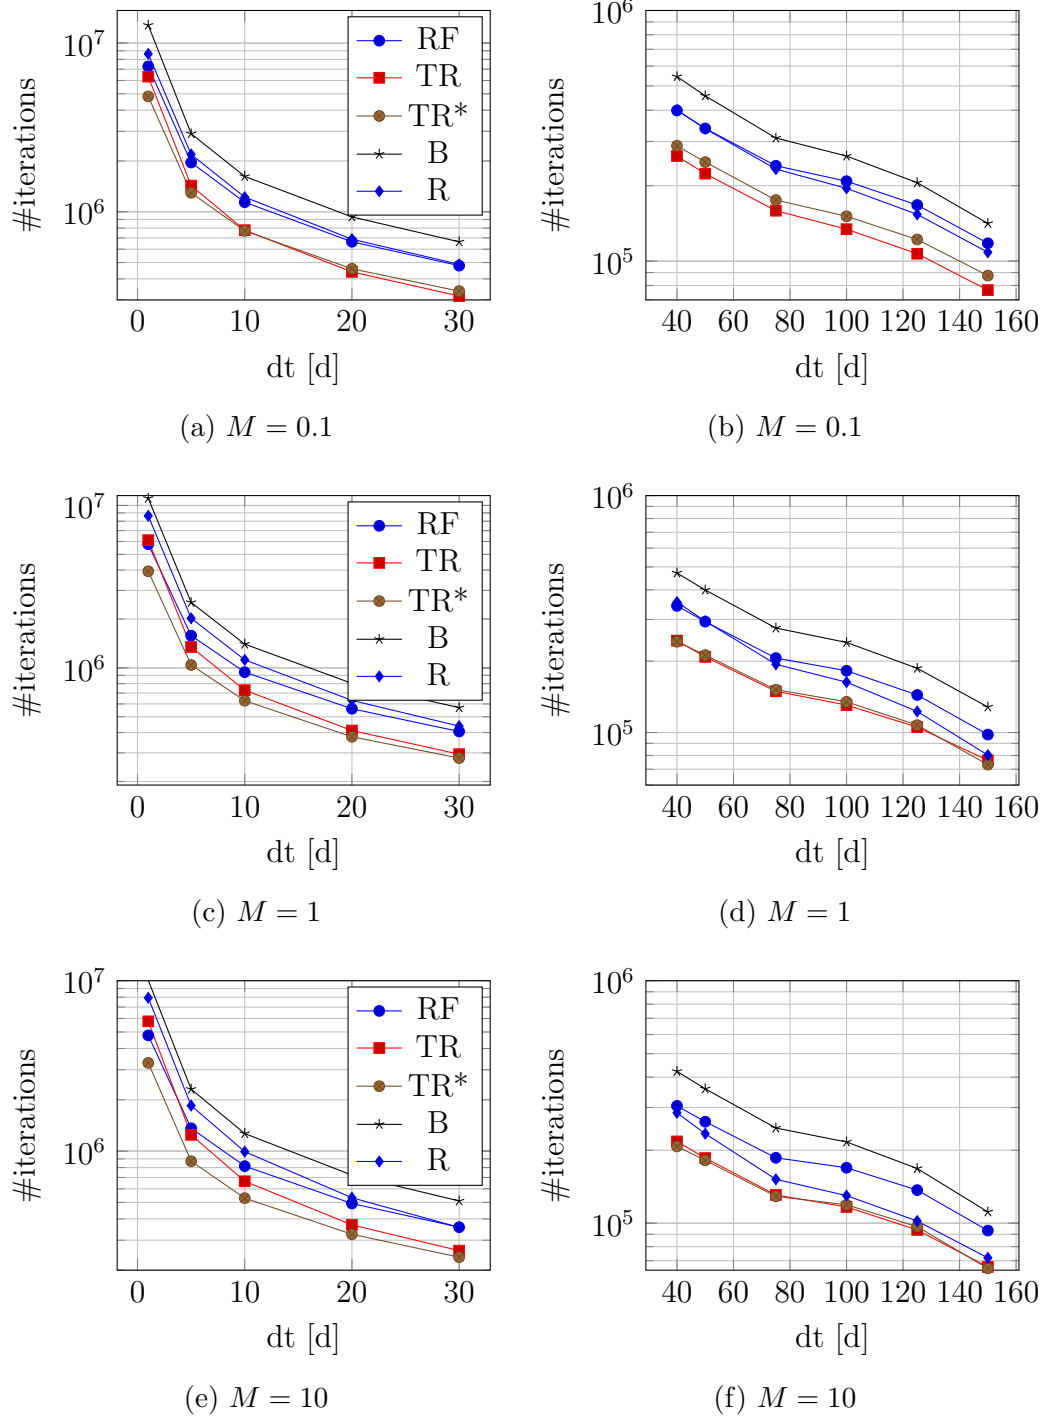 10^7
10^6
#iterations
RF
TR
TR*
B
R
0 10 20 30
dt [d]
(a) M = 0.1
10^6
10^5
#iterations
40 60 80 100 120 140 160
dt [d]
(b) M = 0.1
10^7
10^6
#iterations
RF
TR
TR*
B
R
0 10 20 30
dt [d]
(c) M = 1
10^6
10^5
#iterations
40 60 80 100 120 140 160
dt [d]
(d) M = 1
10^7
10^6
#iterations
RF
TR
TR*
B
R
0 10 20 30
dt [d]
(e) M = 10
10^6
10^5
#iterations
40 60 80 100 120 140 160
dt [d]
(f) M = 10